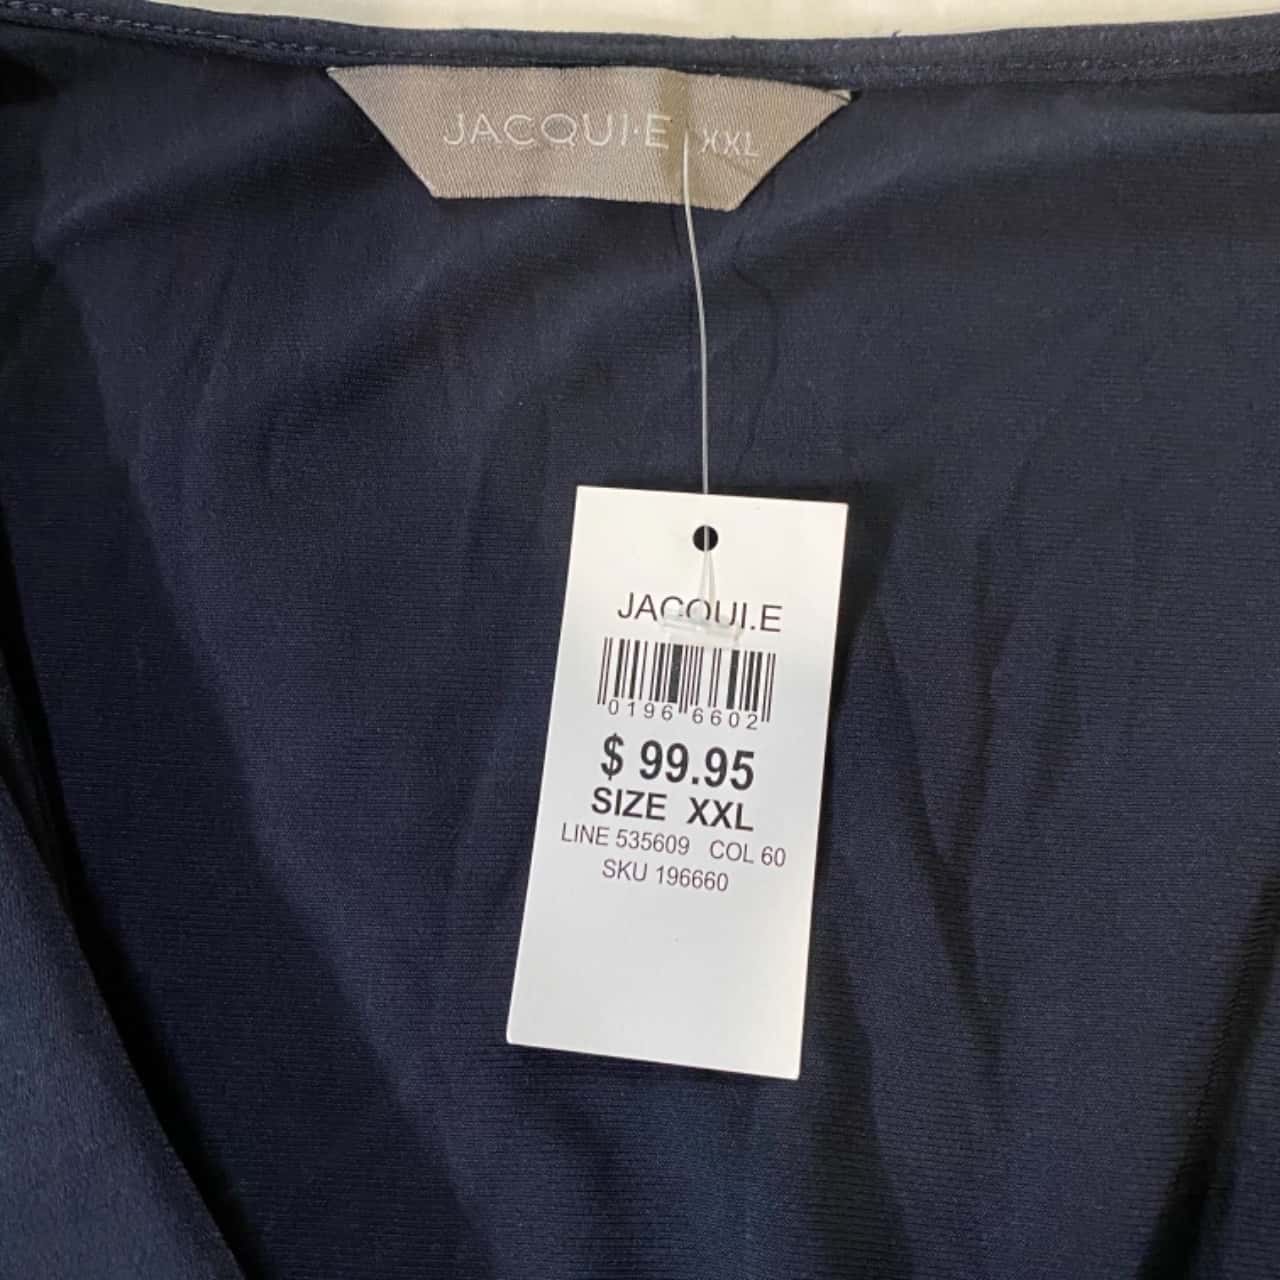 JACQUI·E XXL
JACQUI.E
0196 6602
$ 99.95
SIZE XXL
LINE 535609 COL 60
SKU 196660